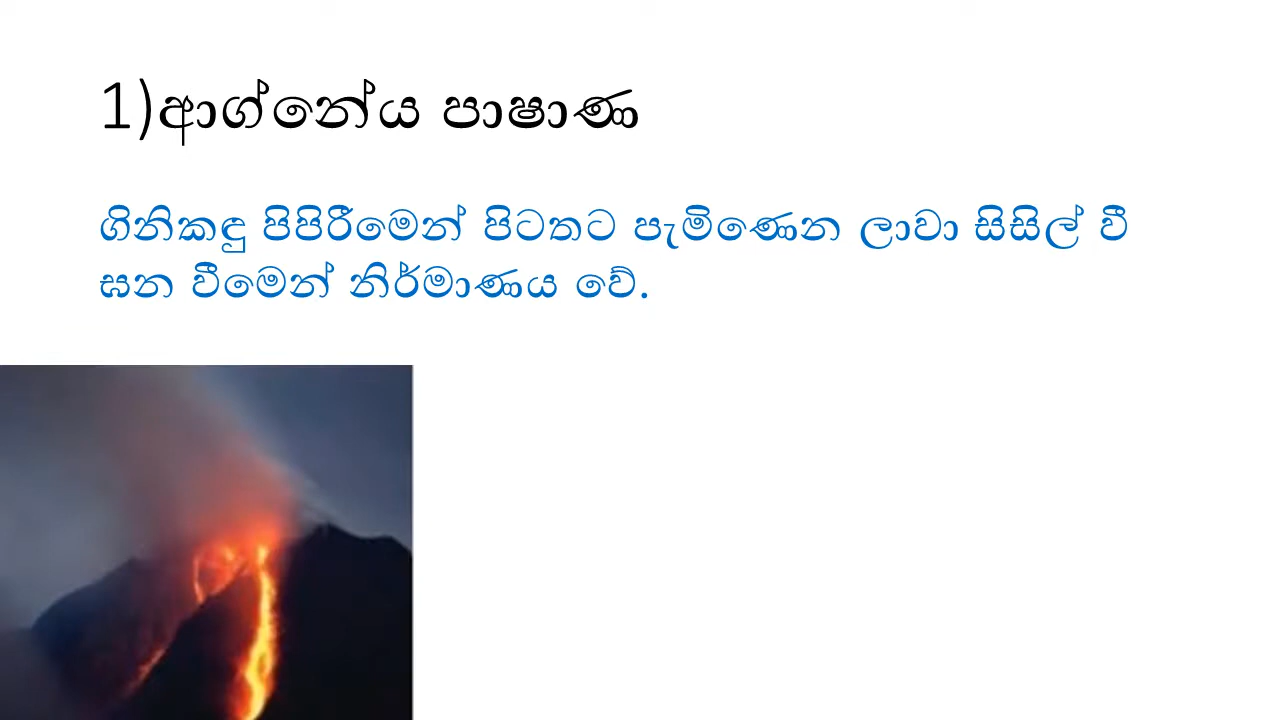 1)ආග්නේය පාෂාණ
ගිනිකඳු පිපිරීමෙන් පිටතට පැමිණෙන ලාවා සිසිල් වී
ඝන වීමෙන් නිර්මාණය වේ.